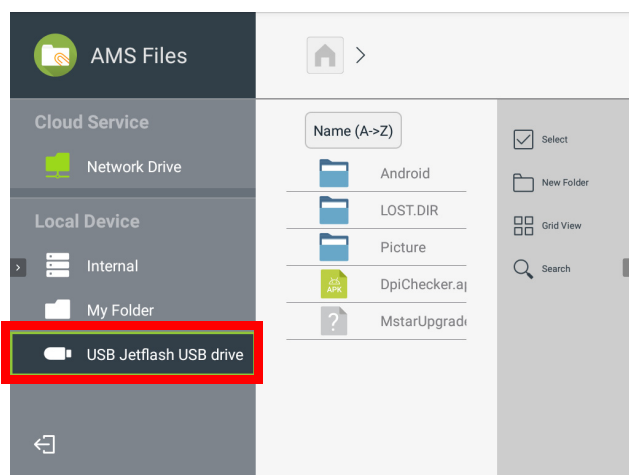 AMS Files
Cloud Service
Network Drive
Local Device
Internal
My Folder
USB Jetflash USB drive
Name (A->Z)
Android
LOST.DIR
Picture
APK
DpiChecker.ap
MstarUpgrade
Select
New Folder
Grid View
Search